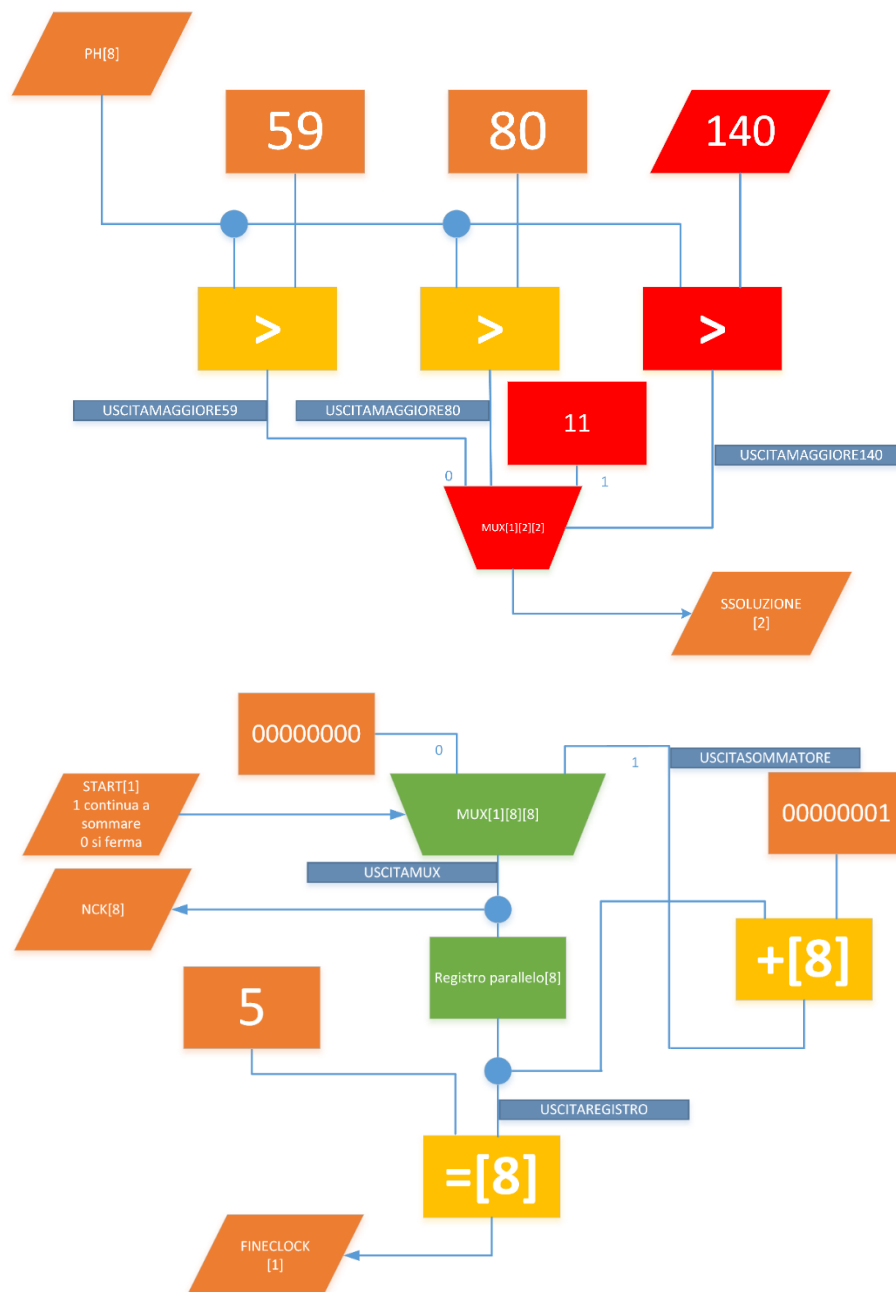 PH[8]
59
80
140
>
>
>
USCITAMAGGIORE59
USCITAMAGGIORE80
11
USCITAMAGGIORE140
0
1
MUX[1][2][2]
SSOLUZIONE
[2]
00000000
0
1
USCITASOMMATORE
START[1]
1 continua a
sommare
0 si ferma
MUX[1][8][8]
00000001
USCITAMUX
NCK[8]
Registro parallelo[8]
+[8]
5
USCITAREGISTRO
=[8]
FINECLOCK
[1]